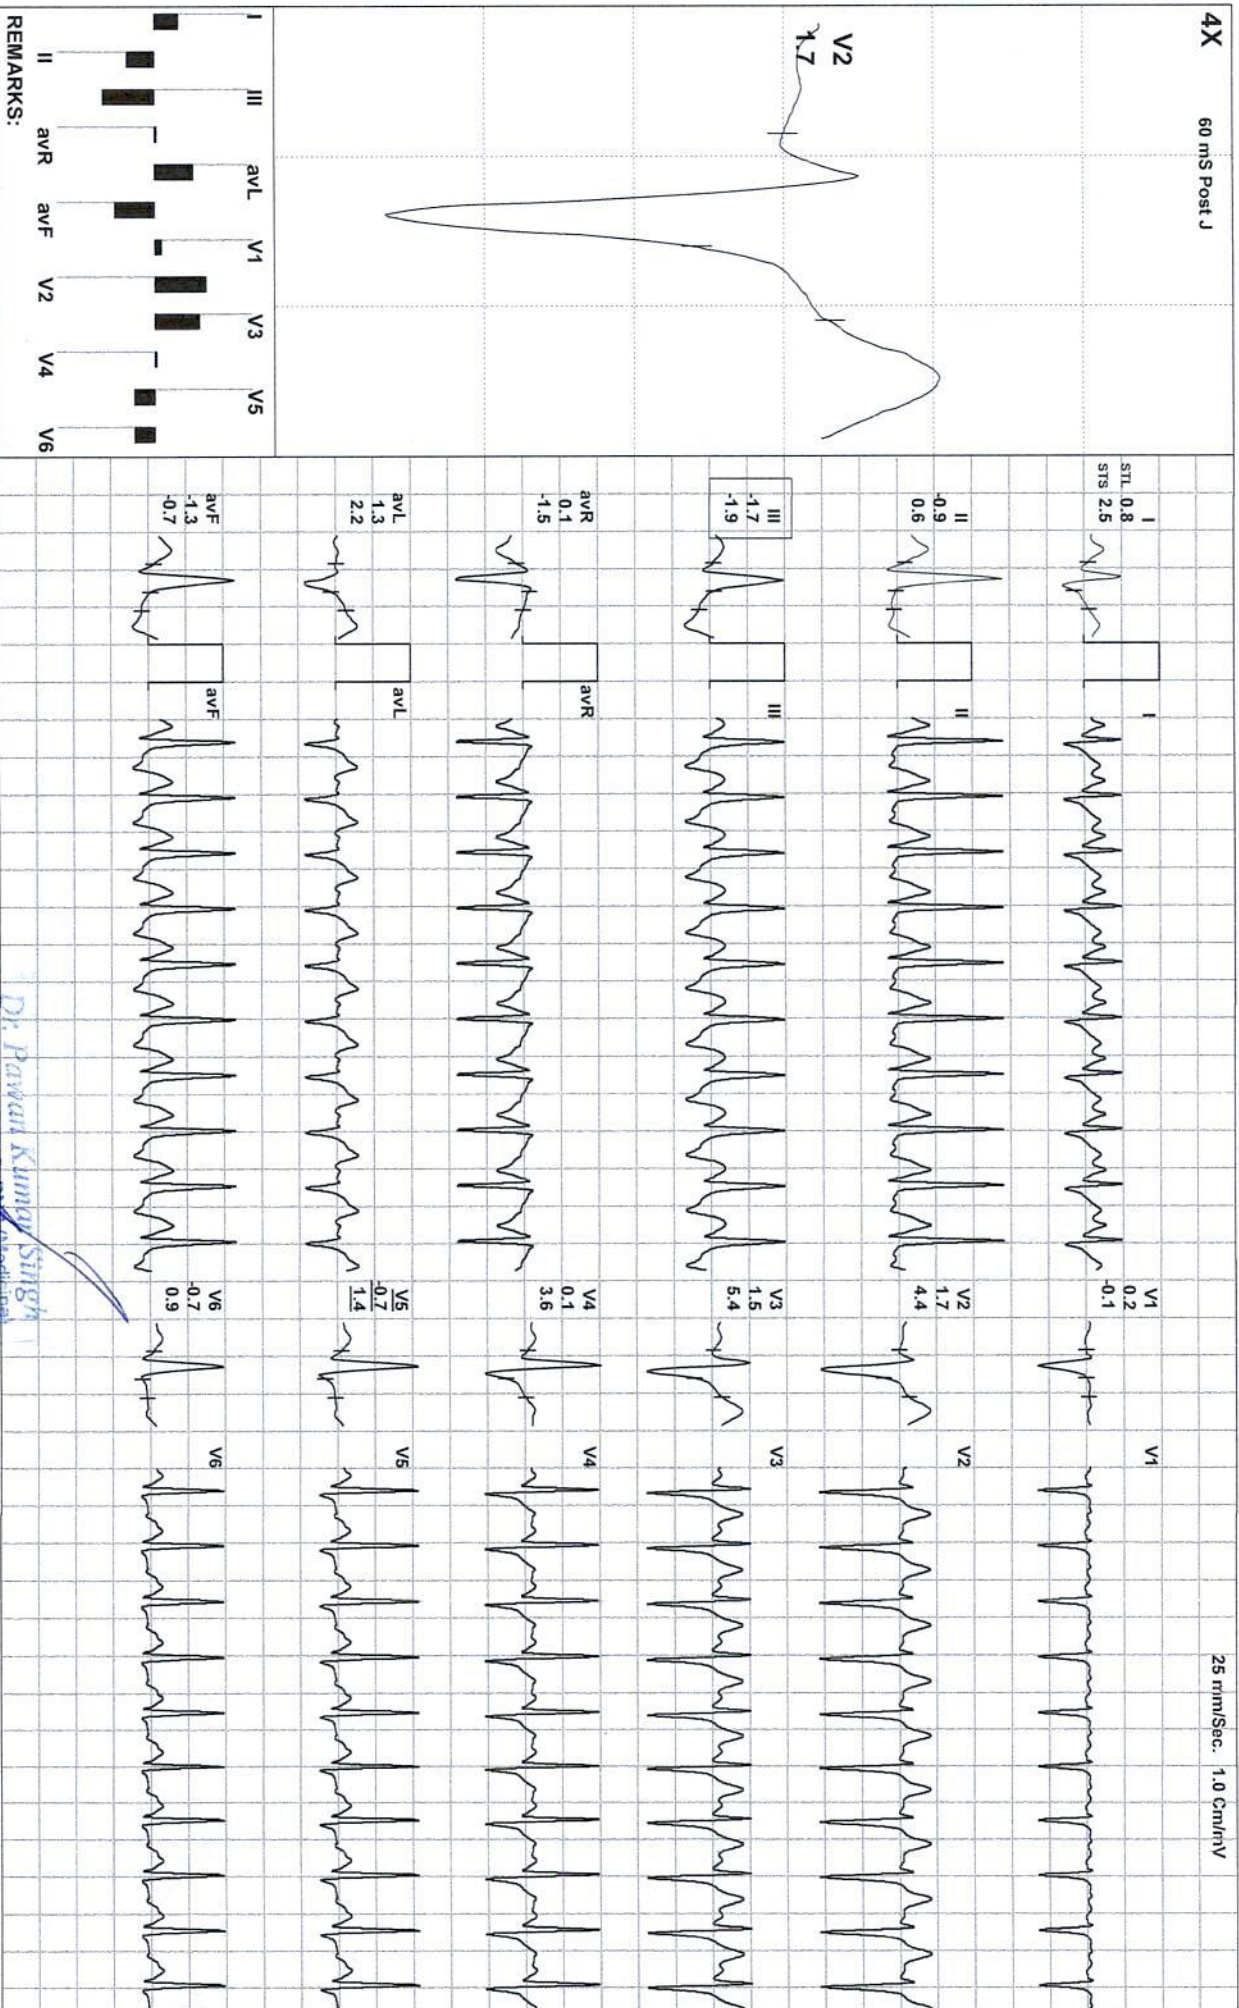 4X
60 mS Post J
25 mm/Sec. 1.0 Cm/mV
V2
1.7
I
II
III
avR
avL
avF
V1
V2
V3
V4
V5
V6
REMARKS:
I
STL 0.8
STS 2.5
I
II
-0.9
0.6
II
III
-1.7
-1.9
III
avR
0.1
-1.5
avR
avL
1.3
2.2
avL
avF
-1.3
-0.7
avF
V1
0.2
-0.1
V1
V2
1.7
4.4
V2
V3
1.5
5.4
V3
V4
0.1
3.6
V4
V5
-0.7
1.4
V5
V6
-0.7
0.9
V6
Dr. Pawan Kumar Singh